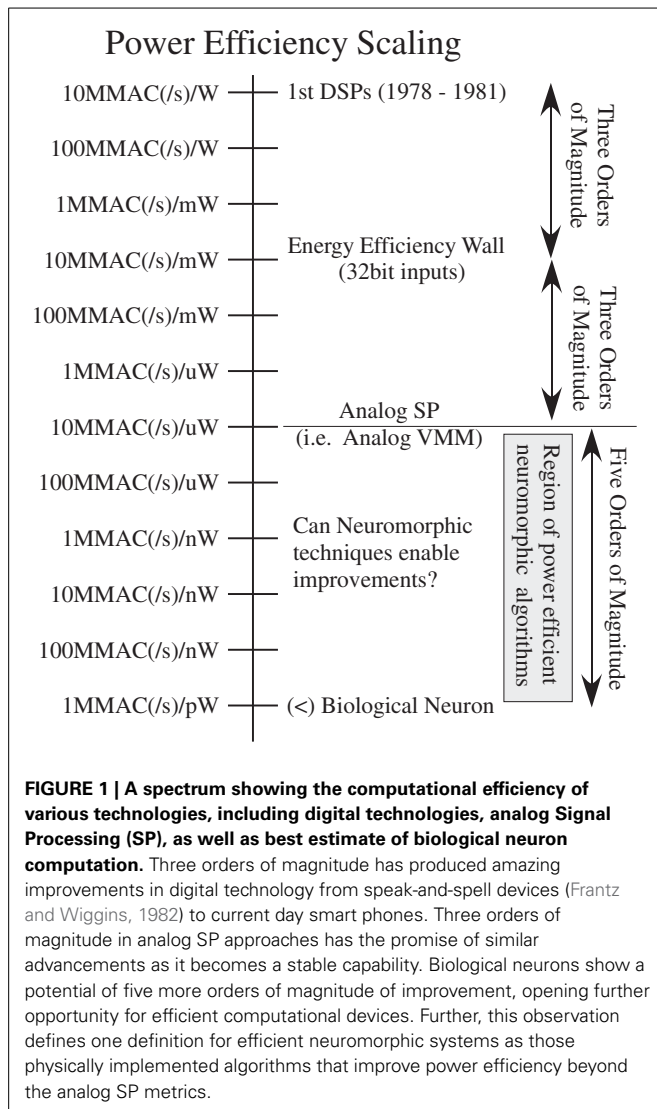 Power Efficiency Scaling
10MMAC(/s)/W
1st DSPs (1978 - 1981)
100MMAC(/s)/W
1MMAC(/s)/mW
Three Orders
of Magnitude
10MMAC(/s)/mW
Energy Efficiency Wall
(32bit inputs)
100MMAC(/s)/mW
1MMAC(/s)/uW
Three Orders
of Magnitude
10MMAC(/s)/uW
Analog SP
(i.e. Analog VMM)
100MMAC(/s)/uW
1MMAC(/s)/nW
Can Neuromorphic
techniques enable
improvements?
10MMAC(/s)/nW
100MMAC(/s)/nW
1MMAC(/s)/pW
(<) Biological Neuron
Region of power efficient
neuromorphic algorithms
Five Orders of Magnitude
FIGURE 1 | A spectrum showing the computational efficiency of
various technologies, including digital technologies, analog Signal
Processing (SP), as well as best estimate of biological neuron
computation. Three orders of magnitude has produced amazing
improvements in digital technology from speak-and-spell devices (Frantz
and Wiggins, 1982) to current day smart phones. Three orders of
magnitude in analog SP approaches has the promise of similar
advancements as it becomes a stable capability. Biological neurons show a
potential of five more orders of magnitude of improvement, opening further
opportunity for efficient computational devices. Further, this observation
defines one definition for efficient neuromorphic systems as those
physically implemented algorithms that improve power efficiency beyond
the analog SP metrics.